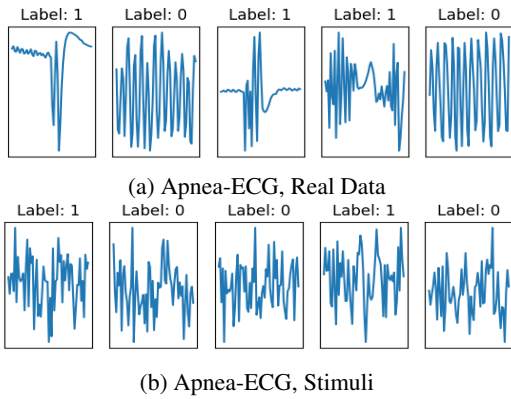 Label: 1 Label: 0 Label: 1 Label: 1 Label: 0
(a) Apnea-ECG, Real Data
Label: 1 Label: 0 Label: 0 Label: 1 Label: 0
(b) Apnea-ECG, Stimuli